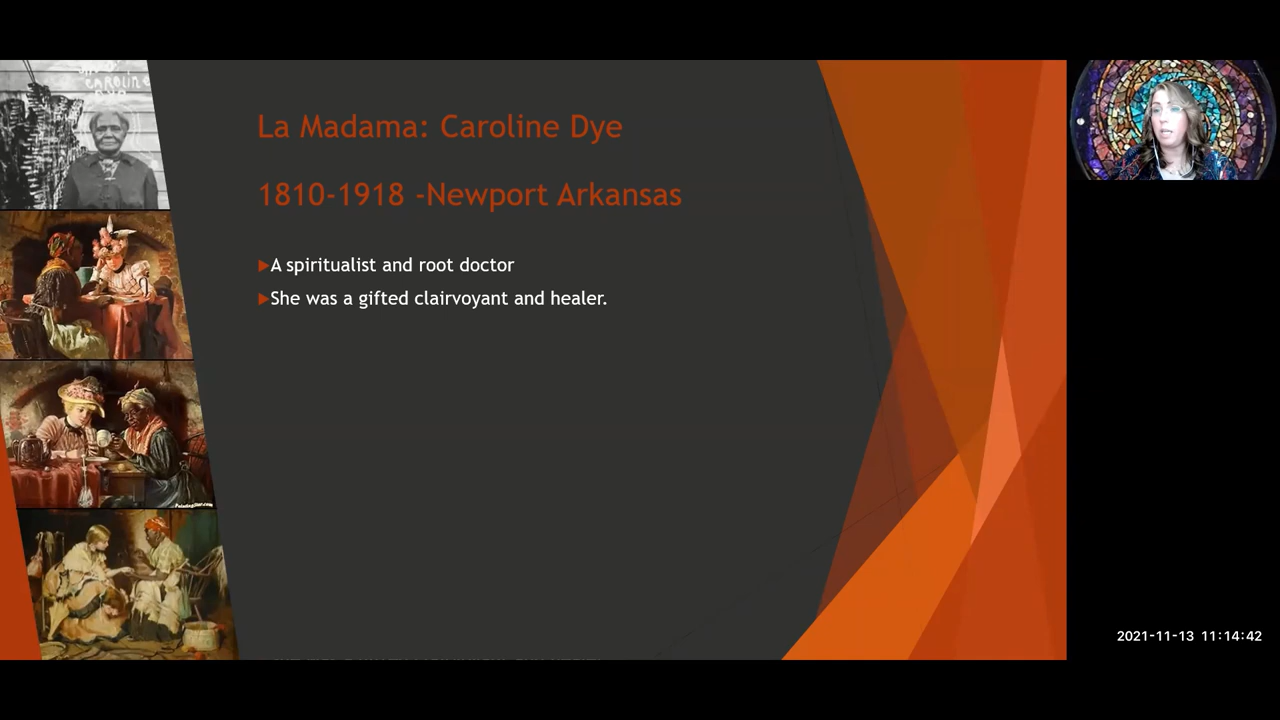 CAROLINE
La Madama: Caroline Dye
1810-1918 -Newport Arkansas
A spiritualist and root doctor
She was a gifted clairvoyant and healer.
2021-11-13 11:14:42